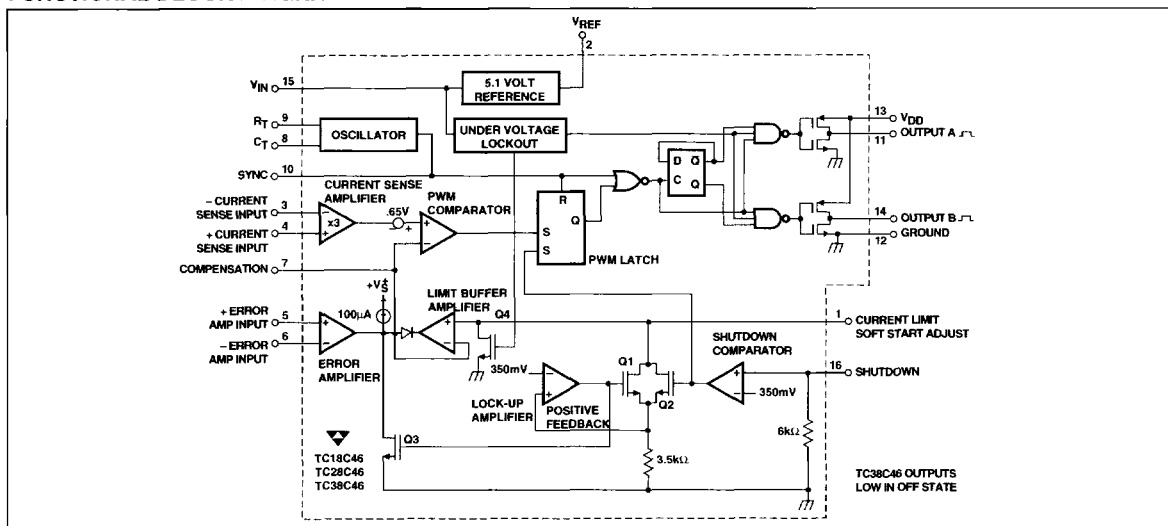 VREF
2
VIN 15
5.1 VOLT
REFERENCE
RT 9
CT 8
OSCILLATOR
UNDER VOLTAGE
LOCKOUT
13 VDD
OUTPUT A
11
SYNC 10
D Q
C Q
CURRENT SENSE
AMPLIFIER
PWM
COMPARATOR
R
Q
S
S
PWM LATCH
– CURRENT 3
SENSE INPUT
+ CURRENT 4
SENSE INPUT
–
+
x3
.65V
– +
+
–
14 OUTPUT B
GROUND
12
COMPENSATION 7
+VS
100µA
LIMIT BUFFER
AMPLIFIER
Q4
+ ERROR 5
AMP INPUT
– ERROR 6
AMP INPUT
+
–
ERROR
AMPLIFIER
+
–
1 CURRENT LIMIT
SOFT START ADJUST
350mV
–
+
LOCK-UP
AMPLIFIER
POSITIVE
FEEDBACK
Q1
Q2
SHUTDOWN
COMPARATOR
+
–
350mV
16 SHUTDOWN
Q3
3.5kΩ
6kΩ
TC18C46
TC28C46
TC38C46
TC38C46 OUTPUTS
LOW IN OFF STATE